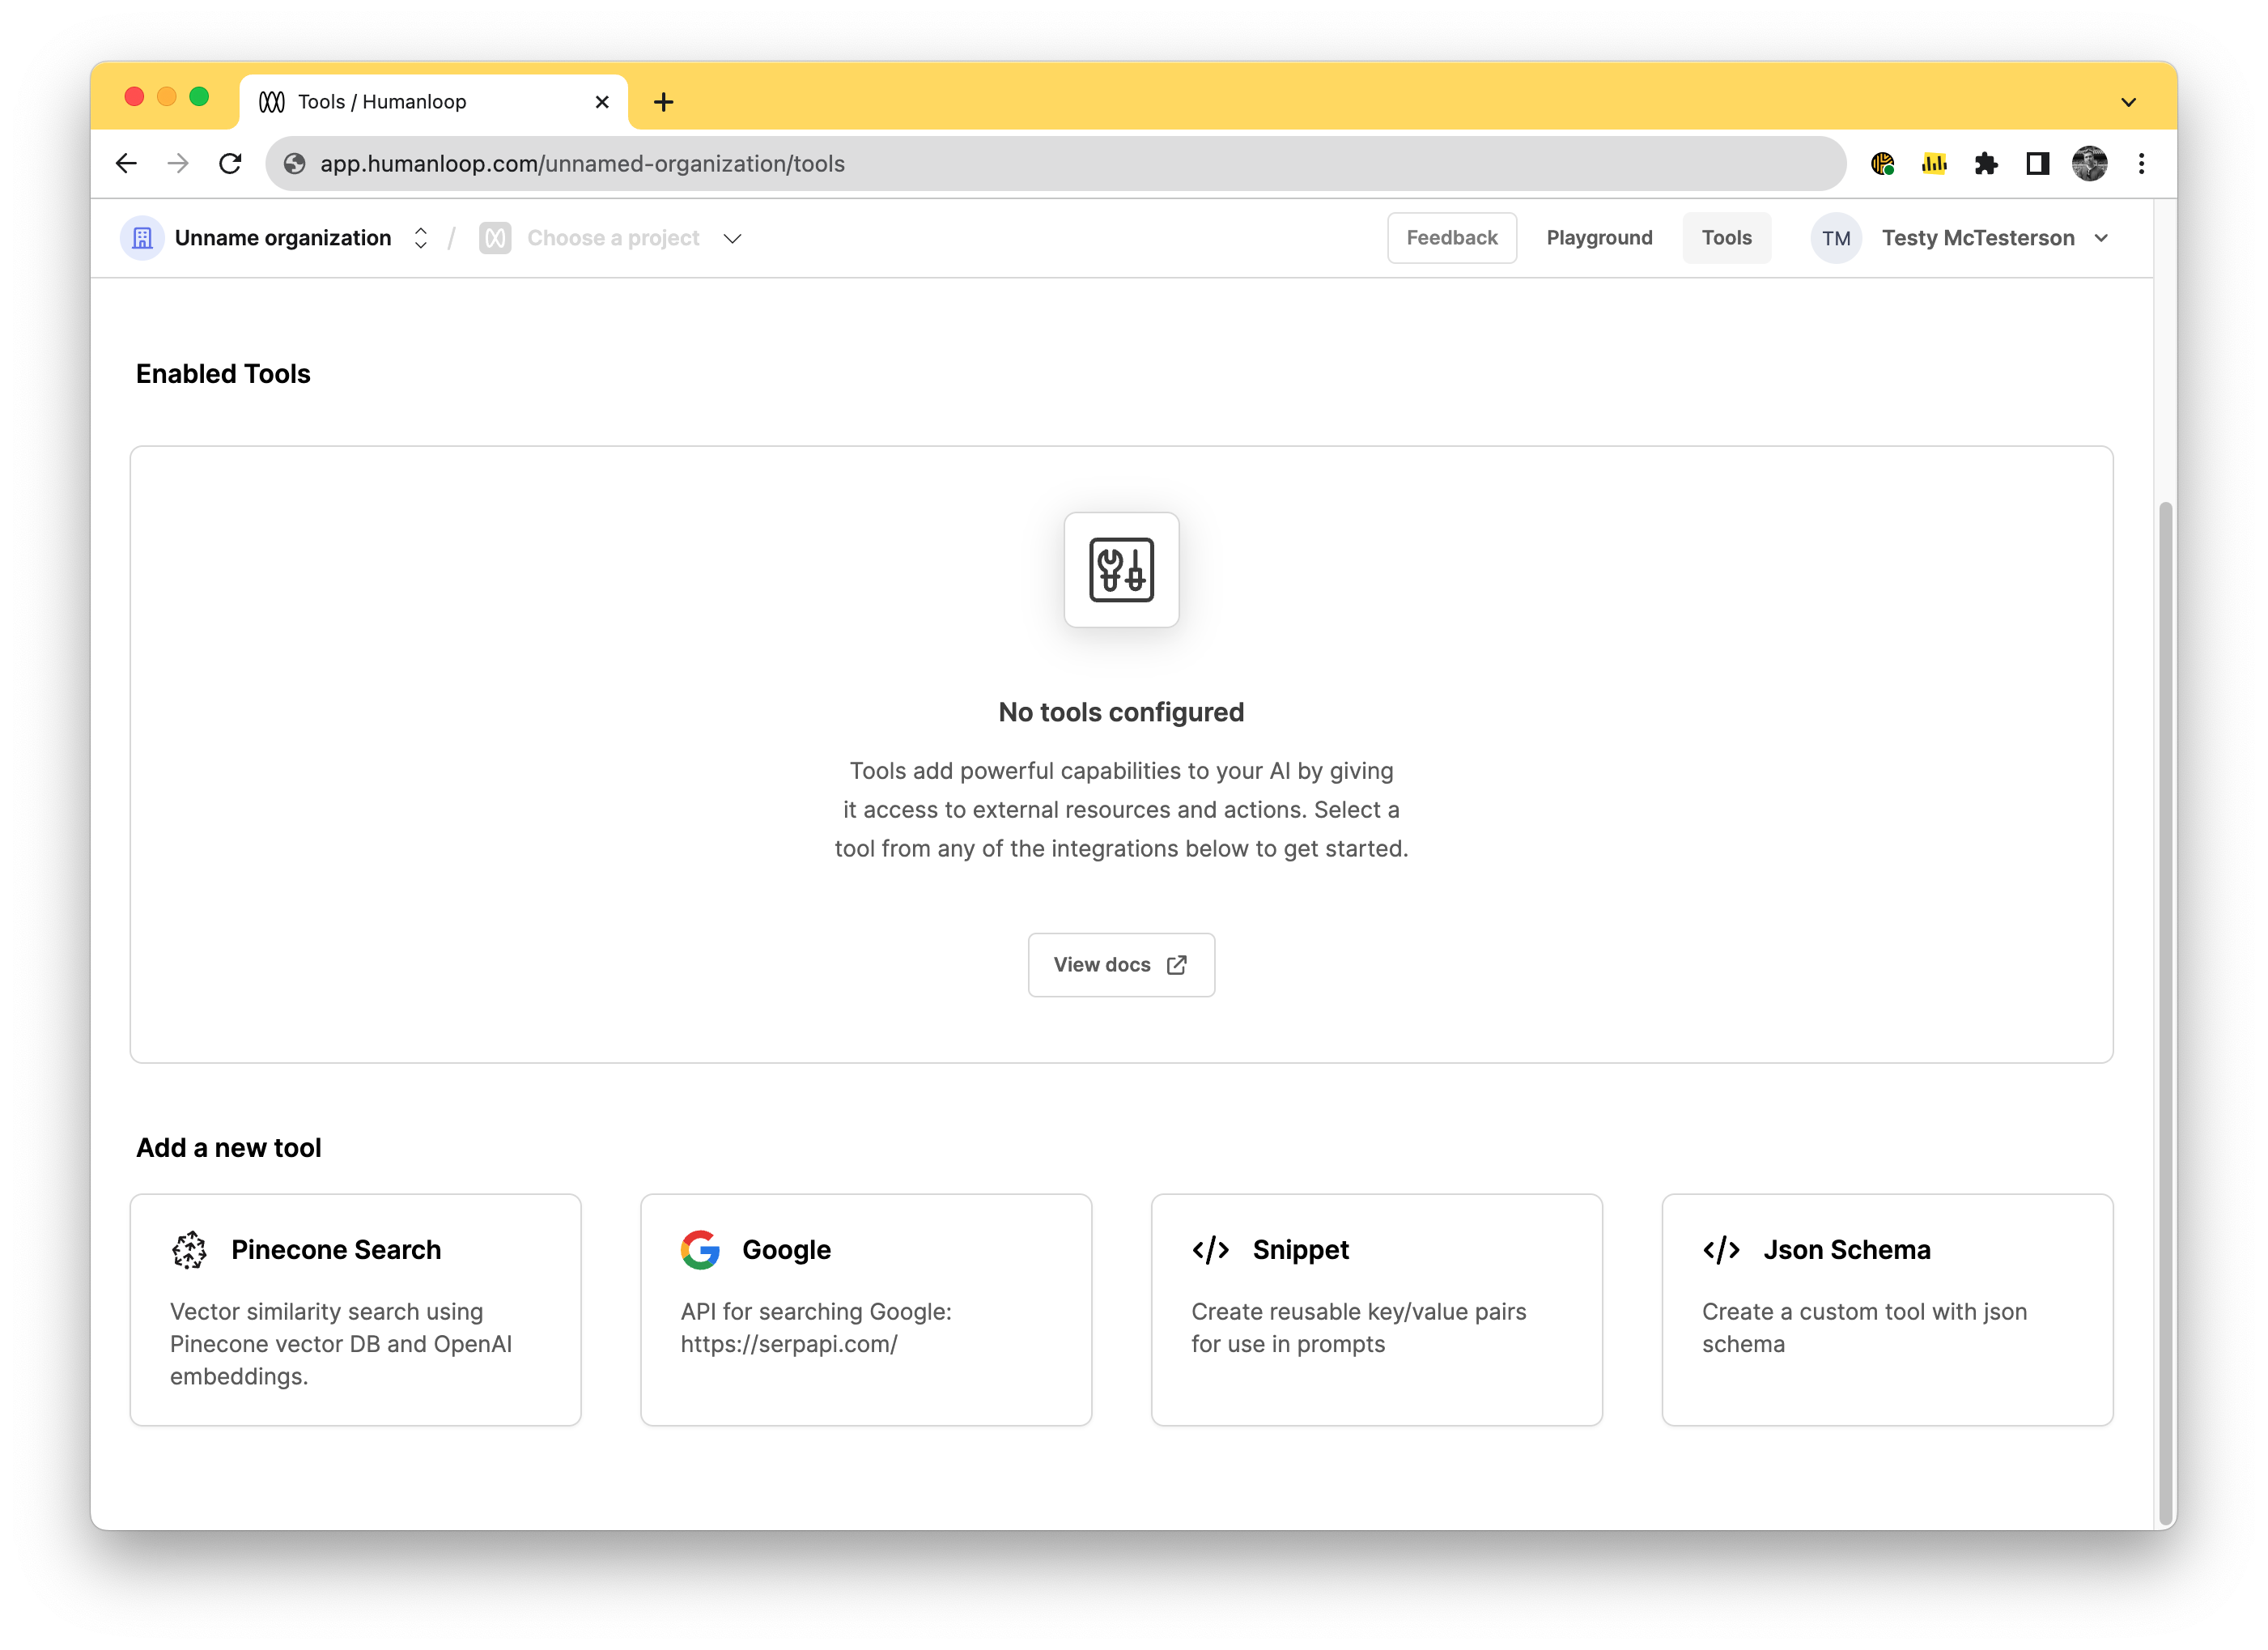 Tools / Humanloop
app.humanloop.com/unnamed-organization/tools
Unname organization / Choose a project
Feedback Playground Tools TM Testy McTesterson
Enabled Tools
No tools configured
Tools add powerful capabilities to your AI by giving
it access to external resources and actions. Select a
tool from any of the integrations below to get started.
View docs
Add a new tool
Pinecone Search
Vector similarity search using
Pinecone vector DB and OpenAI
embeddings.
Google
API for searching Google:
https://serpapi.com/
Snippet
Create reusable key/value pairs
for use in prompts
Json Schema
Create a custom tool with json
schema